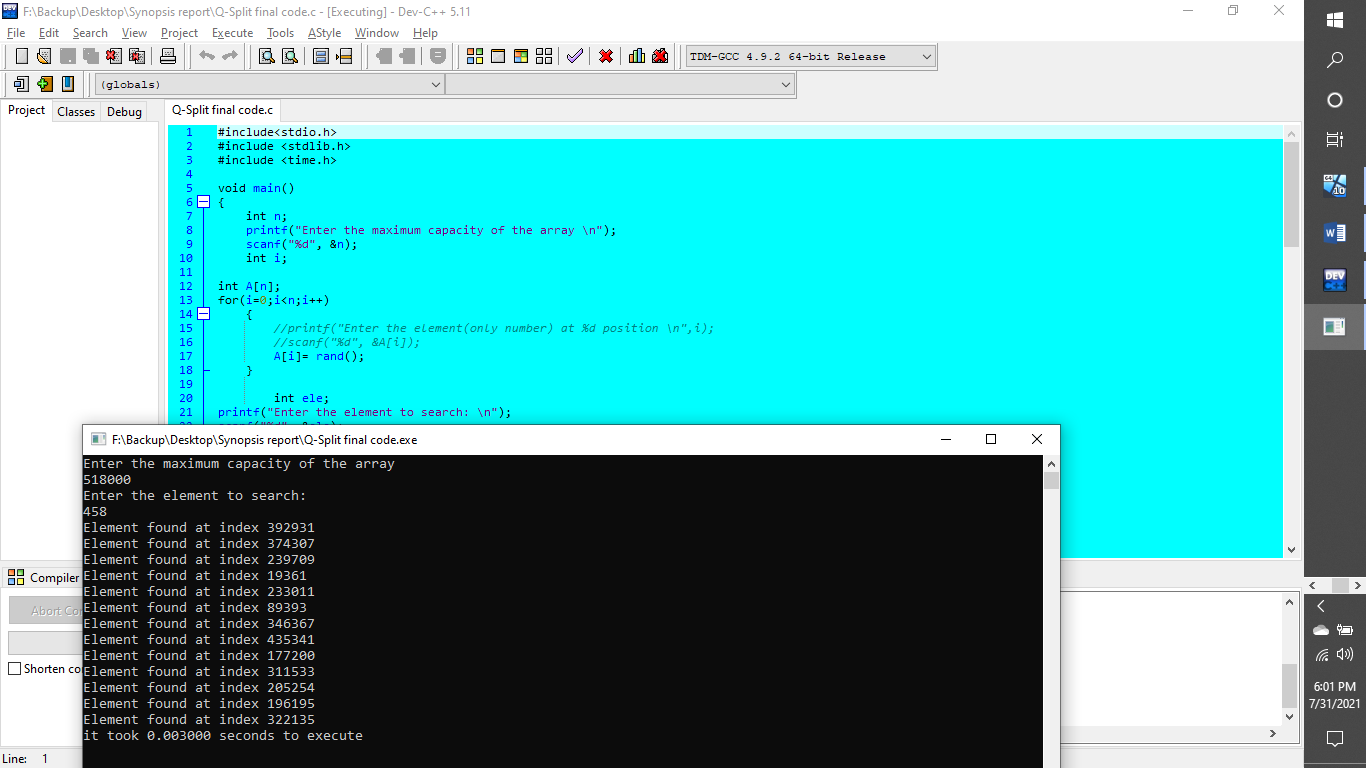 F:\Backup\Desktop\Synopsis report\Q-Split final code.c - [Executing] - Dev-C++ 5.11
File Edit Search View Project Execute Tools AStyle Window Help
TDM-GCC 4.9.2 64-bit Release
(globals)
Project Classes Debug
Q-Split final code.c
1 #include<stdio.h>
2 #include <stdlib.h>
3 #include <time.h>
4
5 void main()
6 {
7 int n;
8 printf("Enter the maximum capacity of the array \n");
9 scanf("%d", &n);
10 int i;
11
12 int A[n];
13 for(i=0;i<n;i++)
14 {
15 //printf("Enter the element(only number) at %d position \n",i);
16 //scanf("%d", &A[i]);
17 A[i]= rand();
18 }
19
20 int ele;
21 printf("Enter the element to search: \n");
F:\Backup\Desktop\Synopsis report\Q-Split final code.exe
Enter the maximum capacity of the array
518000
Enter the element to search:
458
Element found at index 392931
Element found at index 374307
Element found at index 239709
Element found at index 19361
Element found at index 233011
Element found at index 89393
Element found at index 346367
Element found at index 435341
Element found at index 177200
Element found at index 311533
Element found at index 205254
Element found at index 196195
Element found at index 322135
it took 0.003000 seconds to execute
Compiler
Abort Co
Shorten co
Line: 1
DEV
6:01 PM
7/31/2021